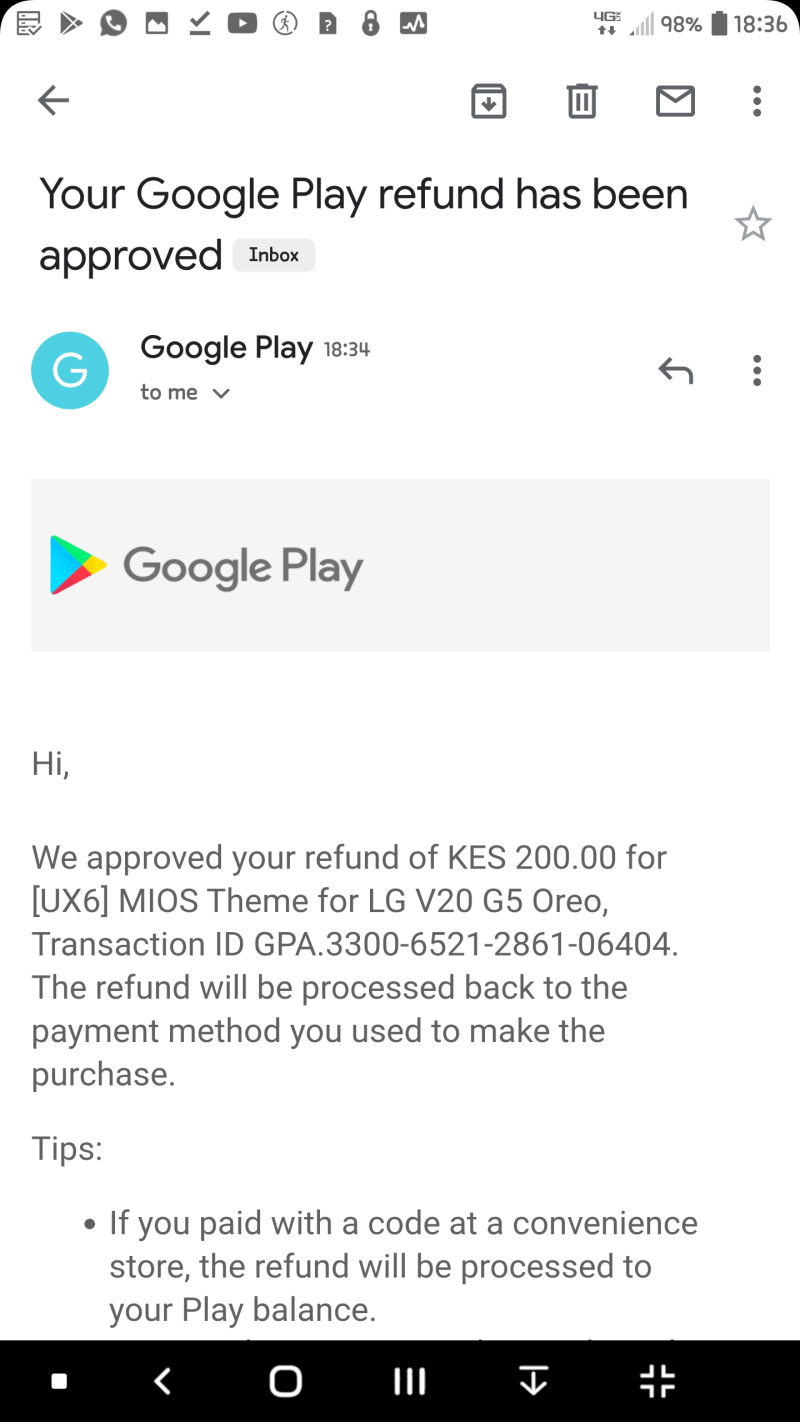 4GE 98% 18:36
Your Google Play refund has been
approved Inbox
G
Google Play 18:34
to me
Google Play
Hi,
We approved your refund of KES 200.00 for
[UX6] MIOS Theme for LG V20 G5 Oreo,
Transaction ID GPA.3300-6521-2861-06404.
The refund will be processed back to the
payment method you used to make the
purchase.
Tips:
• If you paid with a code at a convenience
store, the refund will be processed to
your Play balance.